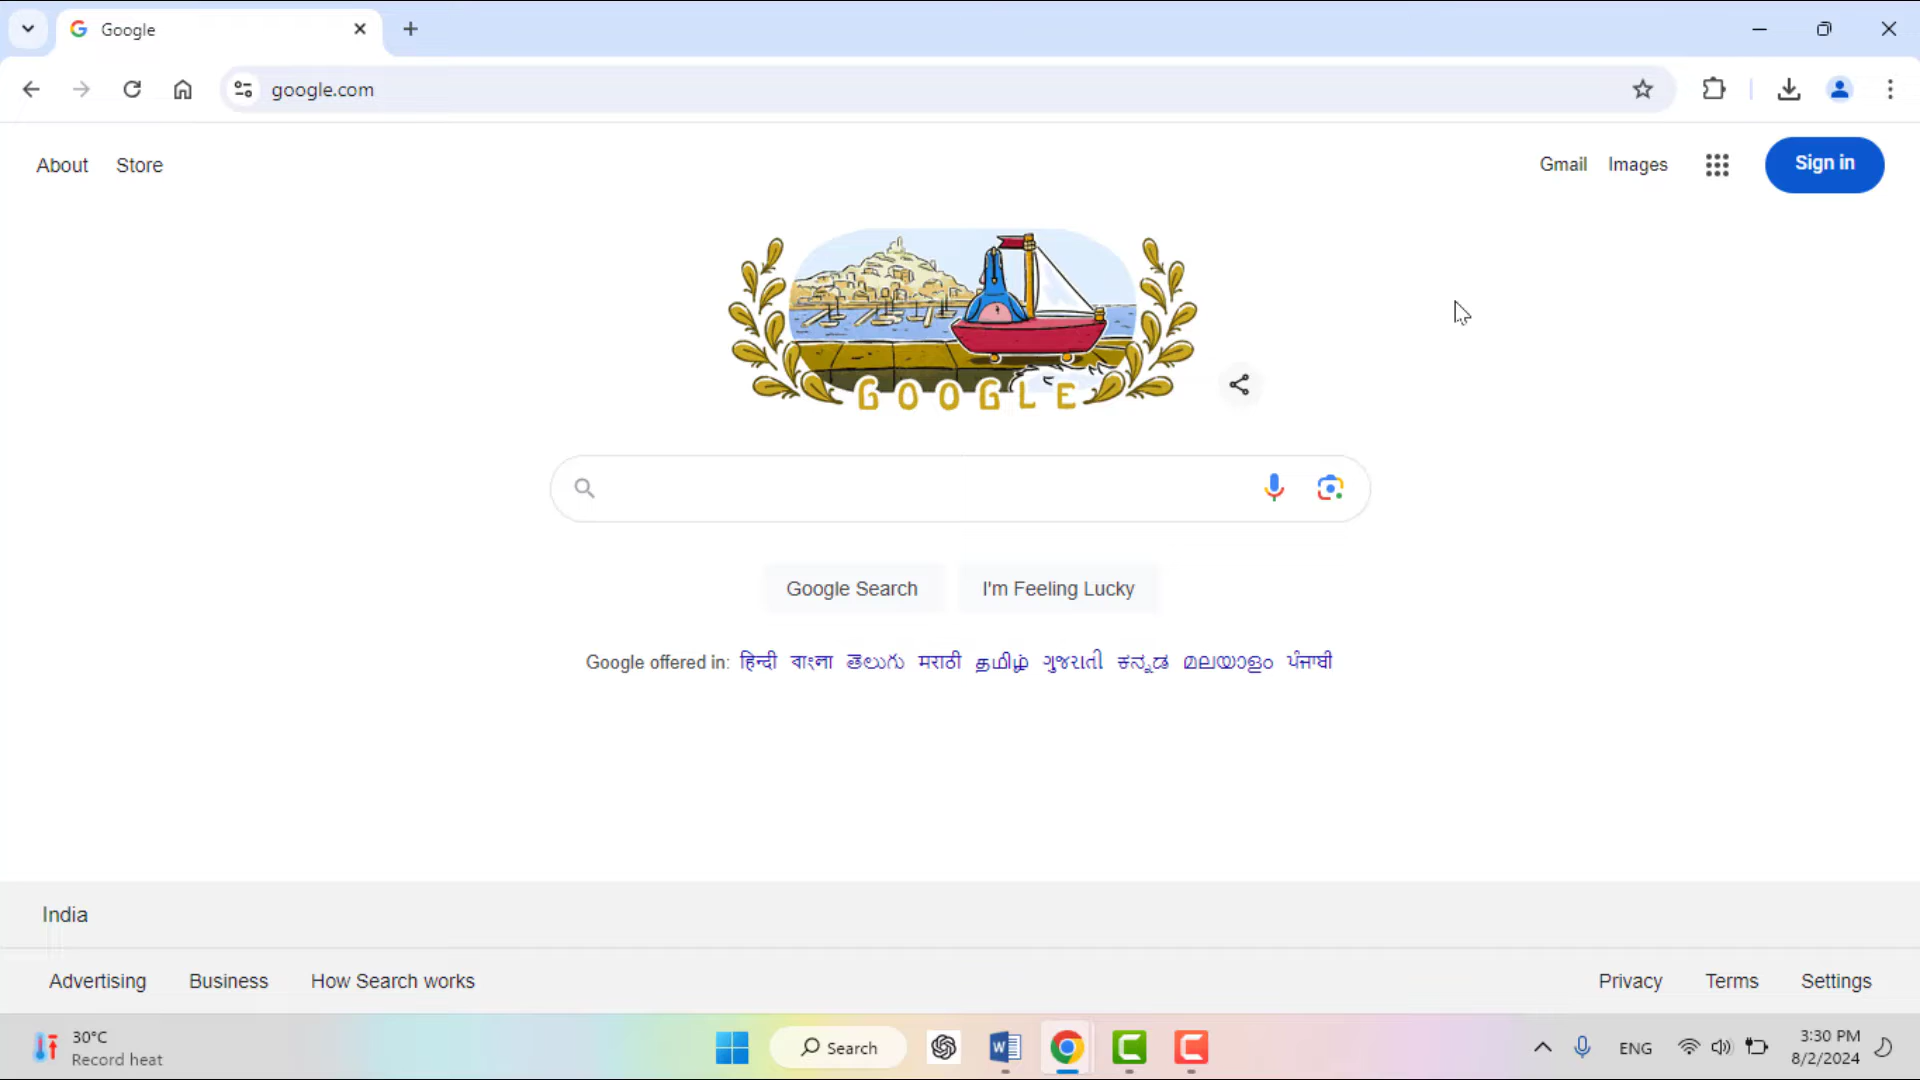 Google
google.com
About Store
Gmail Images Sign in
GOOGLE
Google Search I'm Feeling Lucky
Google offered in: हिन्दी বাংলা తెలుగు मराठी தமிழ் ગુજરાતી ಕನ್ನಡ മലയാളം ਪੰਜਾਬੀ
India
Advertising Business How Search works
Privacy Terms Settings
30°C
Record heat
Search
ENG
3:30 PM
8/2/2024